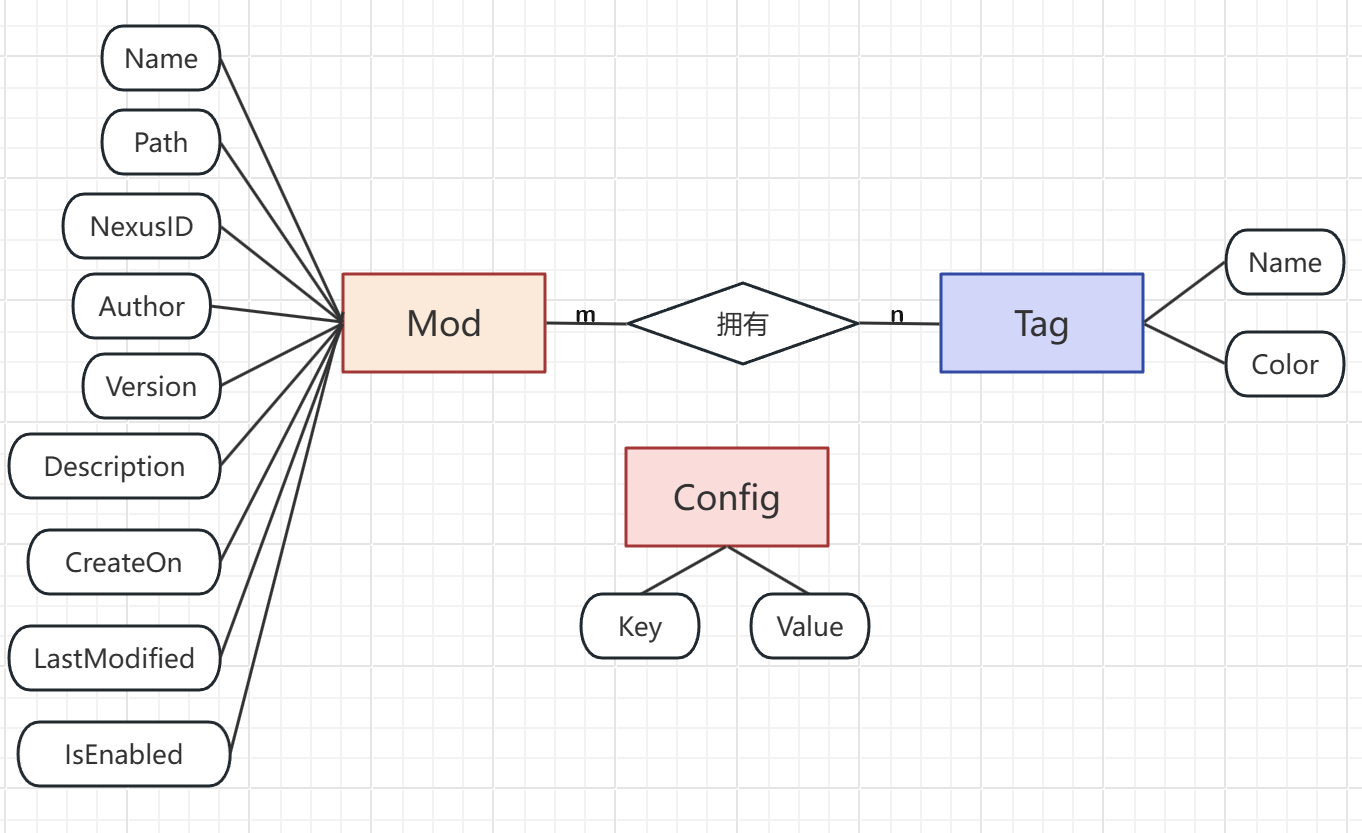 Name
Path
NexusID
Author
Version
Description
CreateOn
LastModified
IsEnabled
Mod
m
拥有
n
Tag
Name
Color
Config
Key
Value